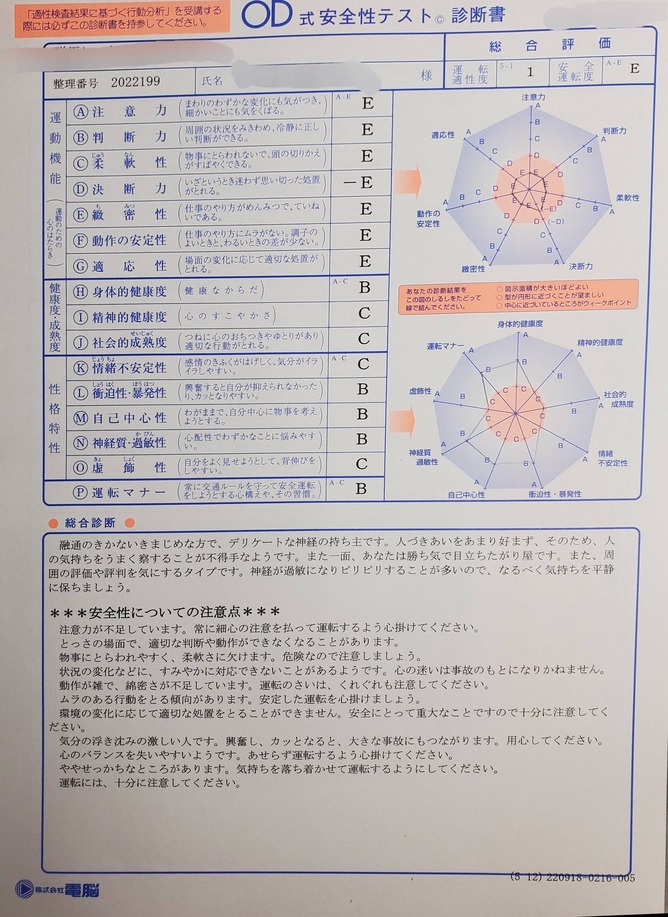 「適性検査結果に基づく行動分析」を受講する
際には必ずこの診断書を持参してください。
OD式安全性テスト© 診断書
総合評価
整理番号 2022199
氏名
様
運転適性度
5-1
1
安全運転度
A-E
E
運動機能
(運動のための心のはたらき)
Ⓐ 注意力 (まわりのわずかな変化にも気がつき、細かいことにも気をくばる。) A-E E
Ⓑ 判断力 (周囲の状況をみきわめ、冷静に正しい判断ができる。) E
Ⓒ 柔軟性 (物事にとらわれないで、頭の切りかえがすばやくできる。) E
Ⓓ 決断力 (いざというとき迷わず思い切った処置がとれる。) −E
Ⓔ 緻密性 (仕事のやり方がめんみつで、ていねいである。) E
Ⓕ 動作の安定性 (仕事のやり方にムラがない。調子のよいときと、わるいときの差が少ない。) E
Ⓖ 適応性 (場面の変化に応じて適切な処置がとれる。) E
健康度・成熟度
Ⓗ 身体的健康度 (健康なからだ) A-C B
Ⓘ 精神的健康度 (心のすこやかさ) C
Ⓙ 社会的成熟度 (つねに心のおちつきやゆとりがあり適切な行動がとれる。) C
性格特性
Ⓚ 情緒不安定性 (感情のきふくがはげしく、気分がイライラしやすい。) A-C C
Ⓛ 衝迫性・暴発性 (興奮すると自分が抑えられなかったり、カッとなりやすい。) B
Ⓜ 自己中心性 (わがままで、自分中心に物事を考えようとする。) B
Ⓝ 神経質・過敏性 (心配性でわずかなことに悩みやすい。) B
Ⓞ 虚飾性 (自分をよく見せようとして、背伸びをしやすい。) C
Ⓟ 運転マナー (常に交通ルールを守って安全運転をしようとする心構えや、その習慣。) A-C B
注意力
判断力
柔軟性
決断力
緻密性
動作の
安定性
適応性
あなたの診断結果を
この図のしるしをたどって
線で結んでください。
○図示面積が大きいほどよい
○型が円形に近づくことが望ましい
○中心に近づいているところがウィークポイント
身体的健康度
精神的健康度
社会的
成熟度
情緒
不安定性
衝迫性・暴発性
自己中心性
神経質
過敏性
虚飾性
運転マナー
● 総合診断 ●
融通のきかないきまじめな方で、デリケートな神経の持ち主です。人づきあいをあまり好まず、そのため、人
の気持ちをうまく察することが不得手なようです。また一面、あなたは勝ち気で目立ちたがり屋です。また、周
囲の評価や評判を気にするタイプです。神経が過敏になりピリピリすることが多いので、なるべく気持ちを平静
に保ちましょう。
＊＊＊安全性についての注意点＊＊＊
注意力が不足しています。常に細心の注意を払って運転するよう心掛けてください。
とっさの場面で、適切な判断や動作ができなくなることがあります。
物事にとらわれやすく、柔軟さに欠けます。危険なので注意しましょう。
状況の変化などに、すみやかに対応できないことがあるようです。心の迷いは事故のもとになりかねません。
動作が雑で、綿密さが不足しています。運転のさいは、くれぐれも注意してください。
ムラのある行動をとる傾向があります。安定した運転を心掛けましょう。
環境の変化に応じて適切な処置をとることができません。安全にとって重大なことですので十分に注意してく
ださい。
気分の浮き沈みの激しい人です。興奮し、カッとなると、大きな事故にもつながります。用心してください。
心のバランスを失いやすいようです。あせらず運転するよう心掛けてください。
ややせっかちなところがあります。気持ちを落ち着かせて運転するようにしてください。
運転には、十分に注意してください。
株式会社電脳
(5 12) 220918-0216-005